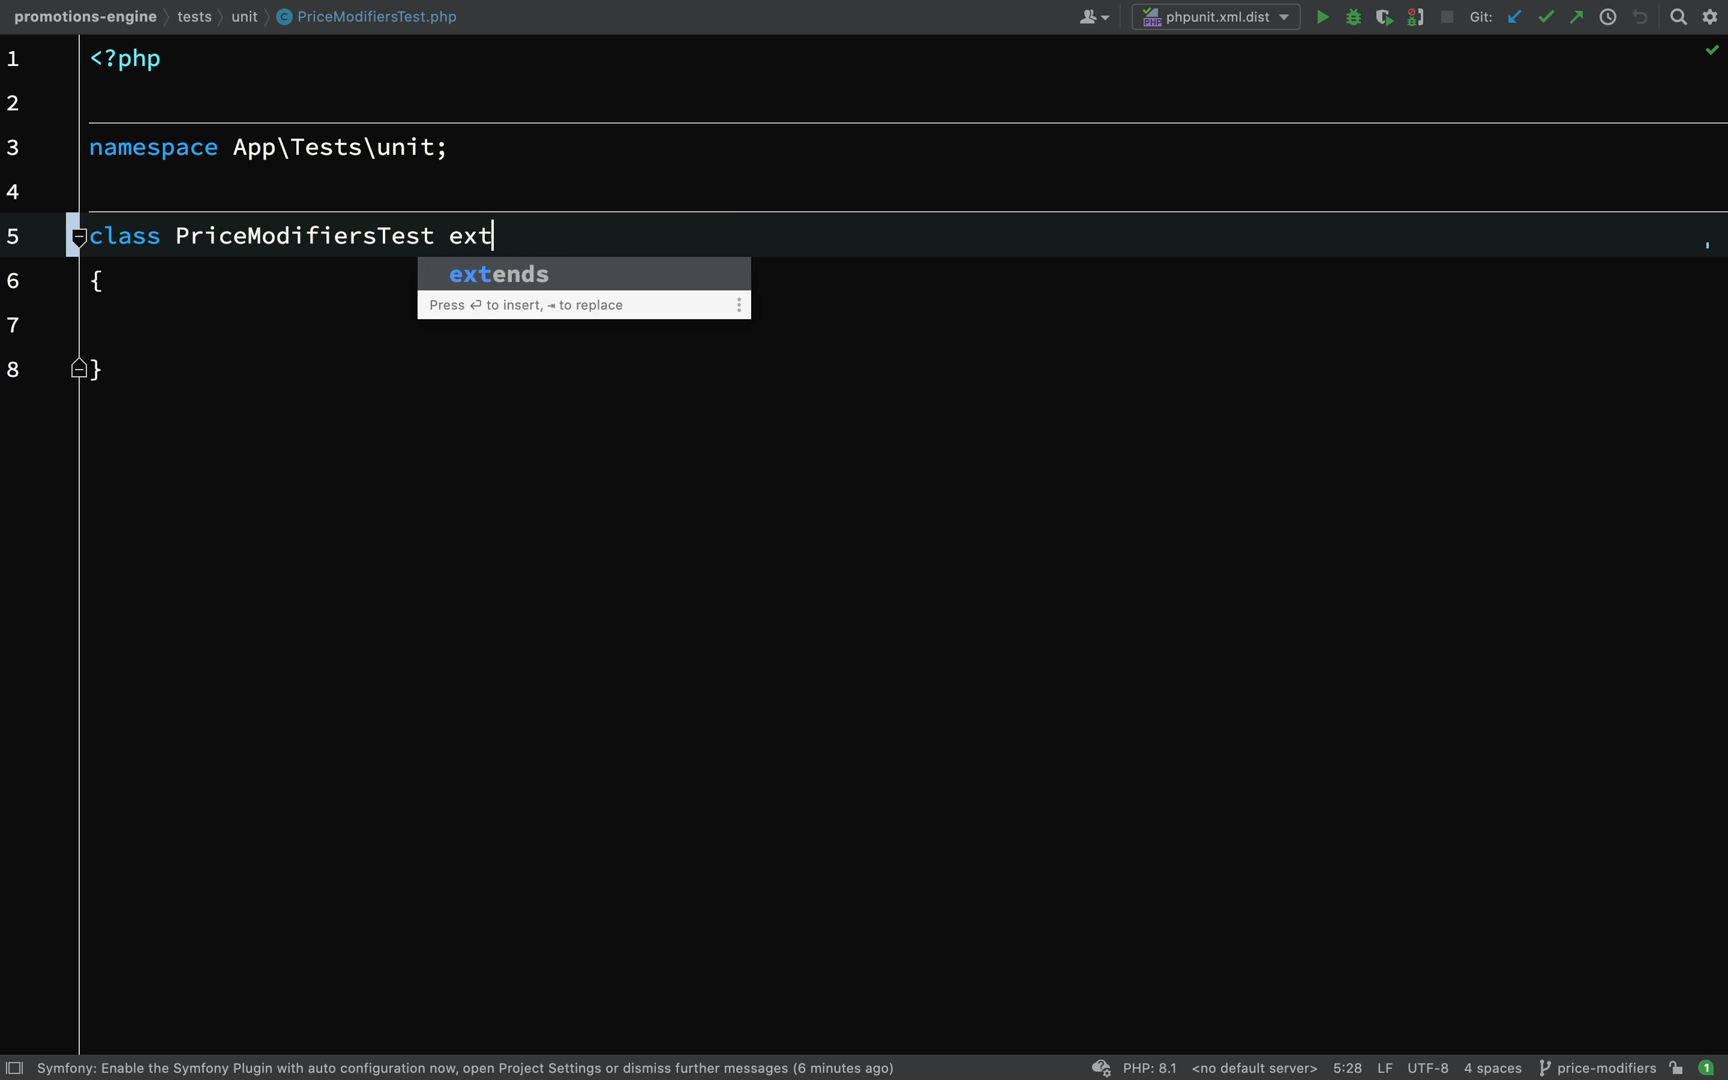 promotions-engine tests unit PriceModifiersTest.php phpunit.xml.dist Git:
1 <?php
2
3 namespace App\Tests\unit;
4
5 class PriceModifiersTest ext
extends
6 {
Press ↩ to insert, ⇥ to replace
7
8 }
Symfony: Enable the Symfony Plugin with auto configuration now, open Project Settings or dismiss further messages (6 minutes ago) PHP: 8.1 <no default server> 5:28 LF UTF-8 4 spaces price-modifiers 1